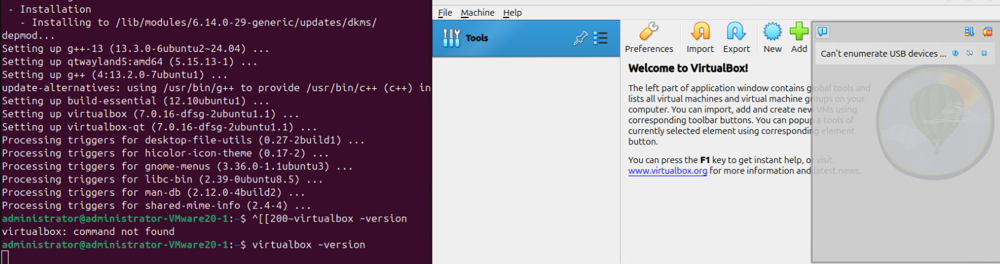 - Installation
- Installing to /lib/modules/6.14.0-29-generic/updates/dkms/
depmod...
Setting up g++-13 (13.3.0-6ubuntu2~24.04) ...
Setting up qtwayland5:amd64 (5.15.13-1) ...
Setting up g++ (4:13.2.0-7ubuntu1) ...
update-alternatives: using /usr/bin/g++ to provide /usr/bin/c++ (c++) in
Setting up build-essential (12.10ubuntu1) ...
Setting up virtualbox (7.0.16-dfsg-2ubuntu1.1) ...
Setting up virtualbox-qt (7.0.16-dfsg-2ubuntu1.1) ...
Processing triggers for desktop-file-utils (0.27-2build1) ...
Processing triggers for hicolor-icon-theme (0.17-2) ...
Processing triggers for gnome-menus (3.36.0-1.1ubuntu3) ...
Processing triggers for libc-bin (2.39-0ubuntu8.5) ...
Processing triggers for man-db (2.12.0-4build2) ...
Processing triggers for shared-mime-info (2.4-4) ...
administrator@administrator-VMware20-1:~$ ^[[200~virtualbox –version
virtualbox: command not found
administrator@administrator-VMware20-1:~$ virtualbox –version
File Machine Help
Tools
Preferences Import Export New Add
Welcome to VirtualBox!
The left part of application window contains global tools and
lists all virtual machines and virtual machine groups on your
computer. You can import, add and create new VMs using
corresponding toolbar buttons. You can popup a tools of
currently selected element using corresponding element
button.
You can press the F1 key to get instant help, or visit
www.virtualbox.org for more information and latest news.
Can't enumerate USB devices ...